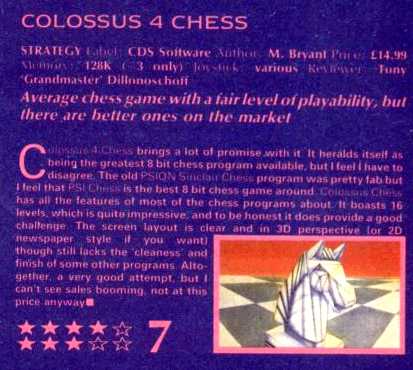 COLOSSUS 4 CHESS
STRATEGY Label: CDS Software Author: M. Bryant Price: £14.99
Memory: 128K ( 3 only) Joystick: various Reviewer: Tony
'Grandmaster' Dillonoschoff
Average chess game with a fair level of playability, but
there are better ones on the market
Colossus 4 Chess brings a lot of promise with it. It heralds itself as
being the greatest 8 bit chess program available, but I feel I have to
disagree. The old PSION Sinclair Chess program was pretty fab but
I feel that PSI Chess is the best 8 bit chess game around. Colossus Chess
has all the features of most of the chess programs about. It boasts 16
levels, which is quite impressive, and to be honest it does provide a good
challenge. The screen layout is clear and in 3D perspective (or 2D
newspaper style if you want)
though still lacks the 'cleaness' and
finish of some other programs. Alto-
gether, a very good attempt, but I
can't see sales booming, not at this
price anyway■
★★★★☆
★★★☆☆ 7